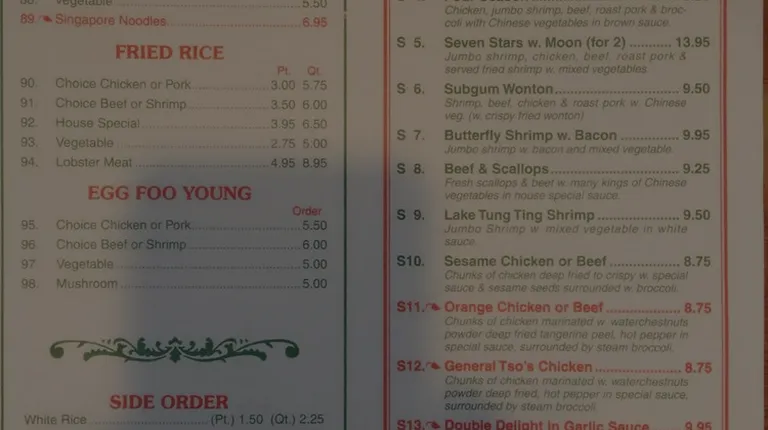 Vegetable 5.50
89. Singapore Noodles 6.95
FRIED RICE
Pt. Qt.
90. Choice Chicken or Pork 3.00 5.75
91. Choice Beef or Shrimp 3.50 6.00
92. House Special 3.95 6.50
93. Vegetable 2.75 5.00
94. Lobster Meat 4.95 8.95
EGG FOO YOUNG
Order
95. Choice Chicken or Pork 5.50
96. Choice Beef or Shrimp 6.00
97. Vegetable 5.00
98. Mushroom 5.00
SIDE ORDER
White Rice (Pt.) 1.50 (Qt.) 2.25
Chicken, jumbo shrimp, beef, roast pork & broc-
coli with Chinese vegetables in brown sauce.
S 5. Seven Stars w. Moon (for 2) 13.95
Jumbo shrimp, chicken, beef, roast pork &
served fried shrimp w. mixed vegetables.
S 6. Subgum Wonton 9.50
Shrimp, beef, chicken & roast pork w. Chinese
veg. (w. crispy fried wonton)
S 7. Butterfly Shrimp w. Bacon 9.95
Jumbo shrimp w. bacon and mixed vegetable.
S 8. Beef & Scallops 9.25
Fresh scallops & beef w. many kings of Chinese
vegetables in house special sauce.
S 9. Lake Tung Ting Shrimp 9.50
Jumbo Shrimp w. mixed vegetable in white
sauce.
S10. Sesame Chicken or Beef 8.75
Chunks of chicken deep fried to crispy w. special
sauce & sesame seeds surrounded w. broccoli.
S11. Orange Chicken or Beef 8.75
Chunks of chicken marinated w. waterchestnuts
powder deep fried tangerine peel, hot pepper in
special sauce, surrounded by steam broccoli.
S12. General Tso's Chicken 8.75
Chunks of chicken marinated w. waterchestnuts
powder deep fried, hot pepper in special sauce,
surrounded by steam broccoli.
S13. Double Delight in Garlic Sauce 9.95